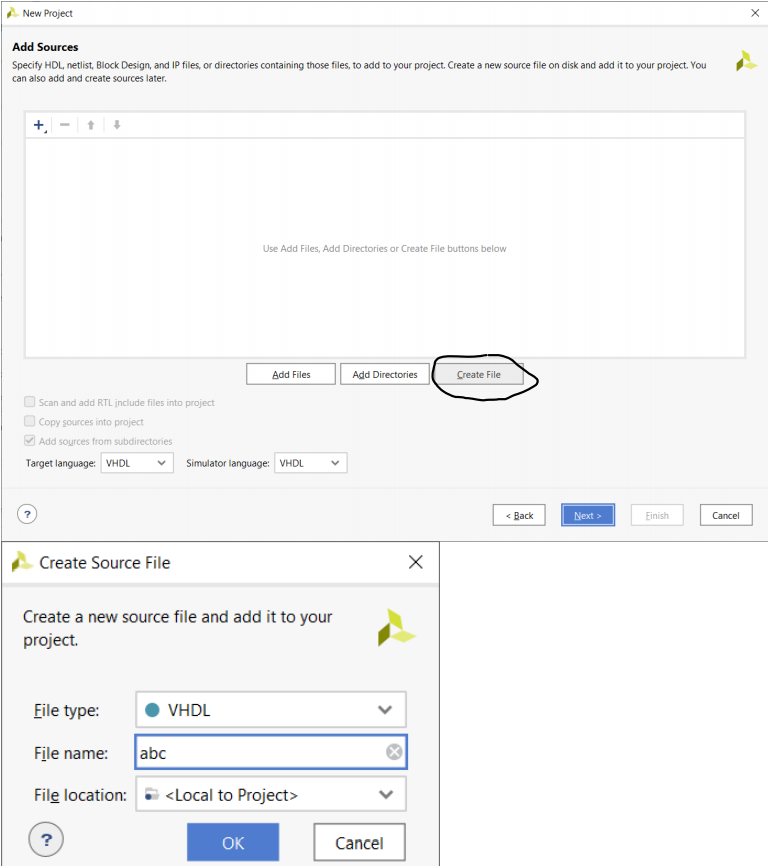 New Project
Add Sources
Specify HDL, netlist, Block Design, and IP files, or directories containing those files, to add to your project. Create a new source file on disk and add it to your project. You
can also add and create sources later.
Use Add Files, Add Directories or Create File buttons below
Add Files Add Directories Create File
Scan and add RTL include files into project
Copy sources into project
Add sources from subdirectories
Target language: VHDL Simulator language: VHDL
? < Back Next > Finish Cancel
Create Source File
Create a new source file and add it to your
project.
File type: VHDL
File name: abc
File location: <Local to Project>
? OK Cancel